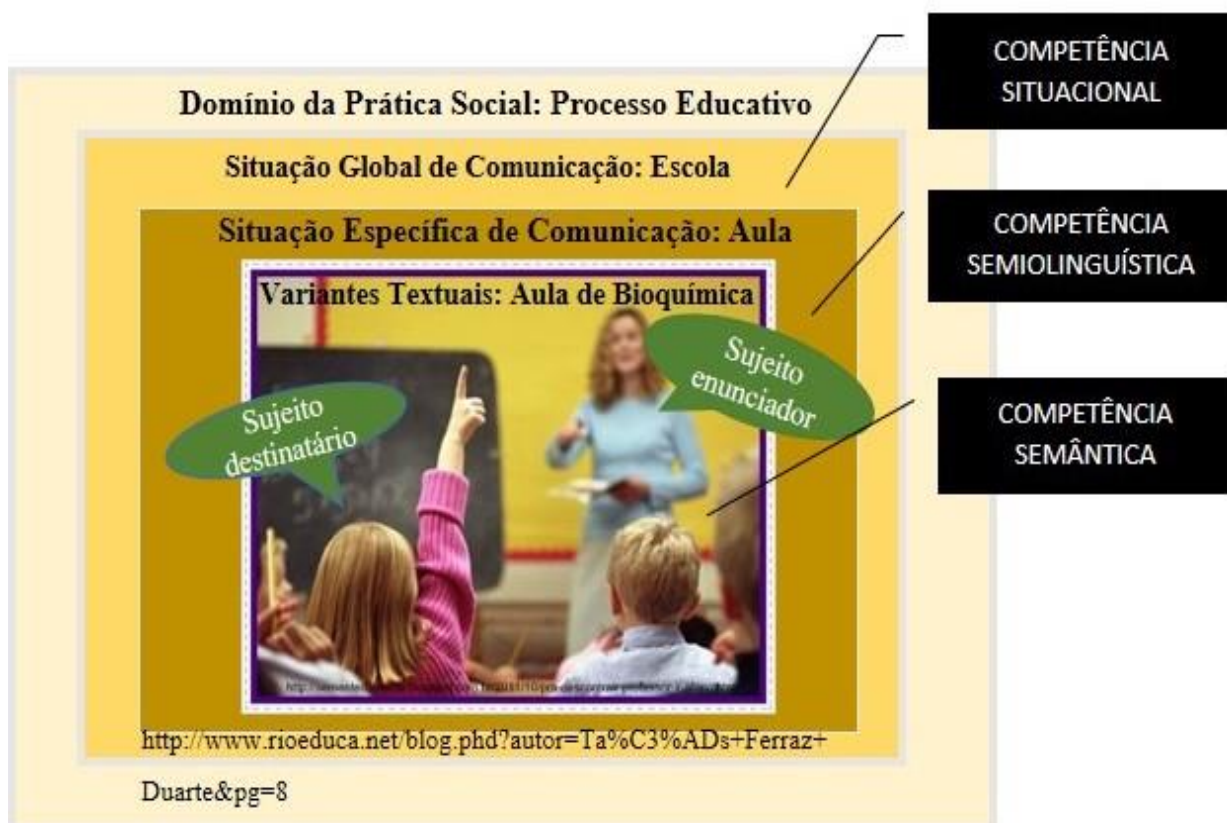 COMPETÊNCIA
SITUACIONAL
Domínio da Prática Social: Processo Educativo
Situação Global de Comunicação: Escola
Situação Específica de Comunicação: Aula
COMPETÊNCIA
SEMIOLINGUÍSTICA
Variantes Textuais: Aula de Bioquímica
Sujeito
enunciador
Sujeito
destinatário
COMPETÊNCIA
SEMÂNTICA
http://www.rioeduca.net/blog.phd?autor=Ta%C3%ADs+Ferraz+
Duarte&pg=8